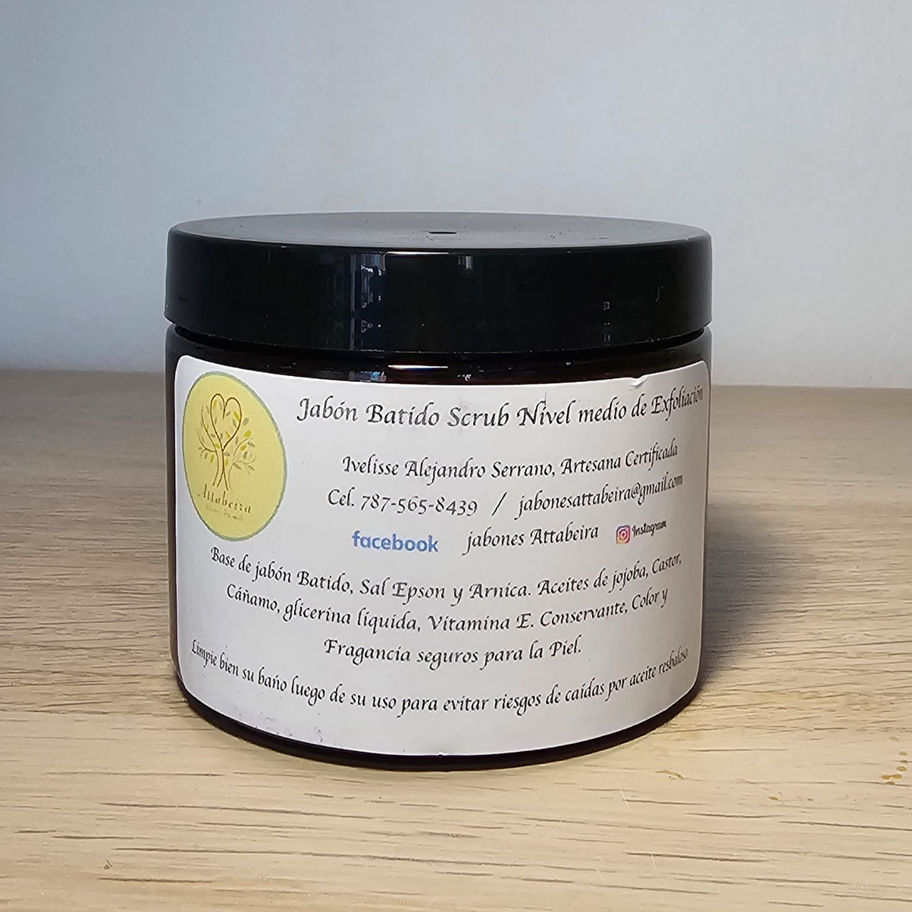 Jabón Batido Scrub Nivel medio de Exfoliación
Ivelisse Alejandro Serrano, Artesana Certificada
Cel. 787-565-8439 / jabonesattabeira@gmail.com
facebook jabones Attabeira Instagram
Attabeira
Base de jabón Batido, Sal Epson y Arnica. Aceites de jojoba, Castor,
Cáñamo, glicerina líquida, Vitamina E. Conservante, Color y
Fragancia seguros para la Piel.
Limpie bien su baño luego de su uso para evitar riesgos de caídas por aceite resbaloso.